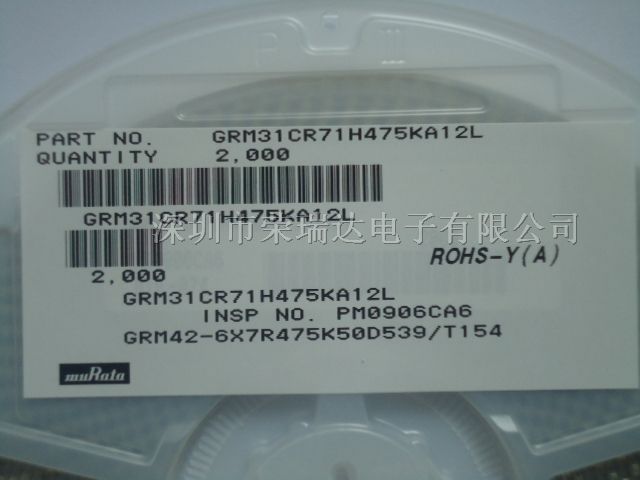 PART NO. GRM31CR71H475KA12L
QUANTITY 2,000
GRM31CR71H475KA12L
深圳市荣瑞达电子有限公司
2,000
ROHS-Y(A)
GRM31CR71H475KA12L
INSP NO. PM0906CA6
GRM42-6X7R475K50D539/T154
muRata